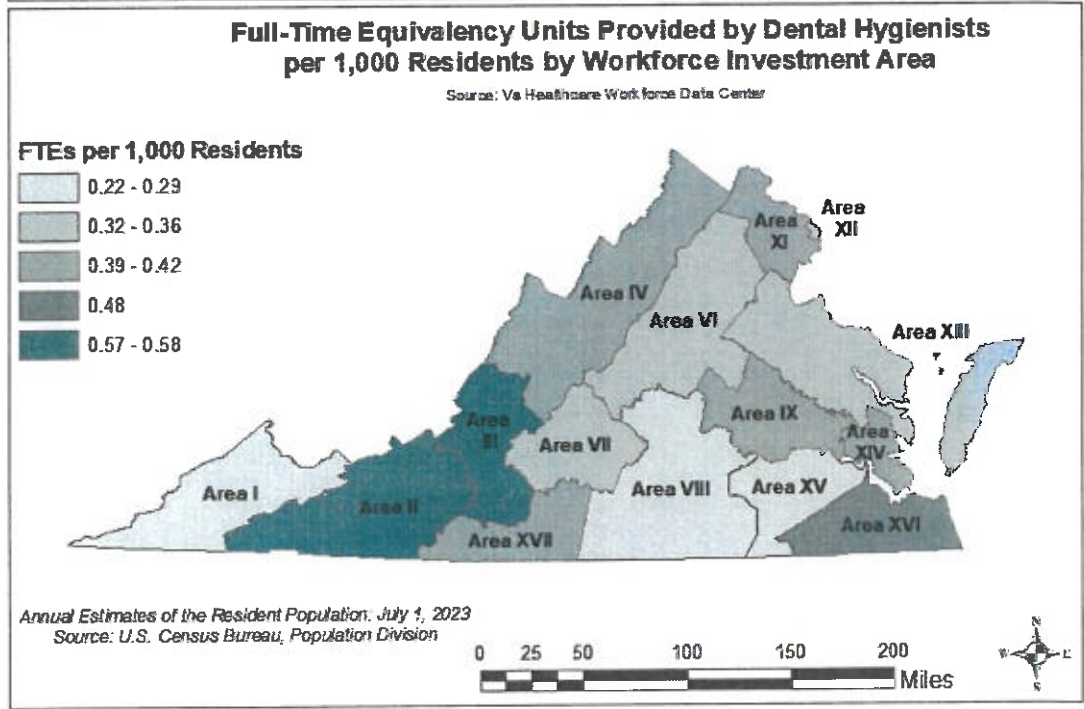 Full-Time Equivalency Units Provided by Dental Hygienists
per 1,000 Residents by Workforce Investment Area
Source: Va Healthcare Work force Data Center
FTEs per 1,000 Residents
0.22 - 0.29
0.32 - 0.36
0.39 - 0.42
0.48
0.57 - 0.58
Area
XI
Area
XII
Area IV
Area VI
Area XIII
Area
III
Area VII
Area IX
Area
XIV
Area I
Area II
Area VIII
Area XV
Area XVI
Area XVII
Annual Estimates of the Resident Population: July 1, 2023
Source: U.S. Census Bureau, Population Division
0 25 50 100 150 200
Miles
N
W E
S